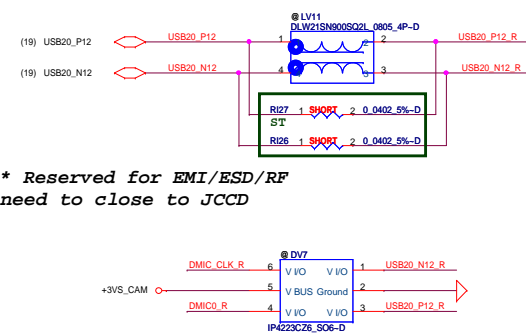 @ LV11
DLW21SN900SQ2L_0805_4P~D
(19) USB20_P12 USB20_P12 1 2 USB20_P12_R
(19) USB20_N12 USB20_N12 4 3 USB20_N12_R
RI27 1 SHORT 2 0_0402_5%~D
ST
RI26 1 SHORT 2 0_0402_5%~D
* Reserved for EMI/ESD/RF
need to close to JCCD
@ DV7
DMIC_CLK_R 6 V I/O V I/O 1 USB20_N12_R
+3VS_CAM 5 V BUS Ground 2
DMIC0_R 4 V I/O V I/O 3 USB20_P12_R
IP4223CZ6_SO6~D